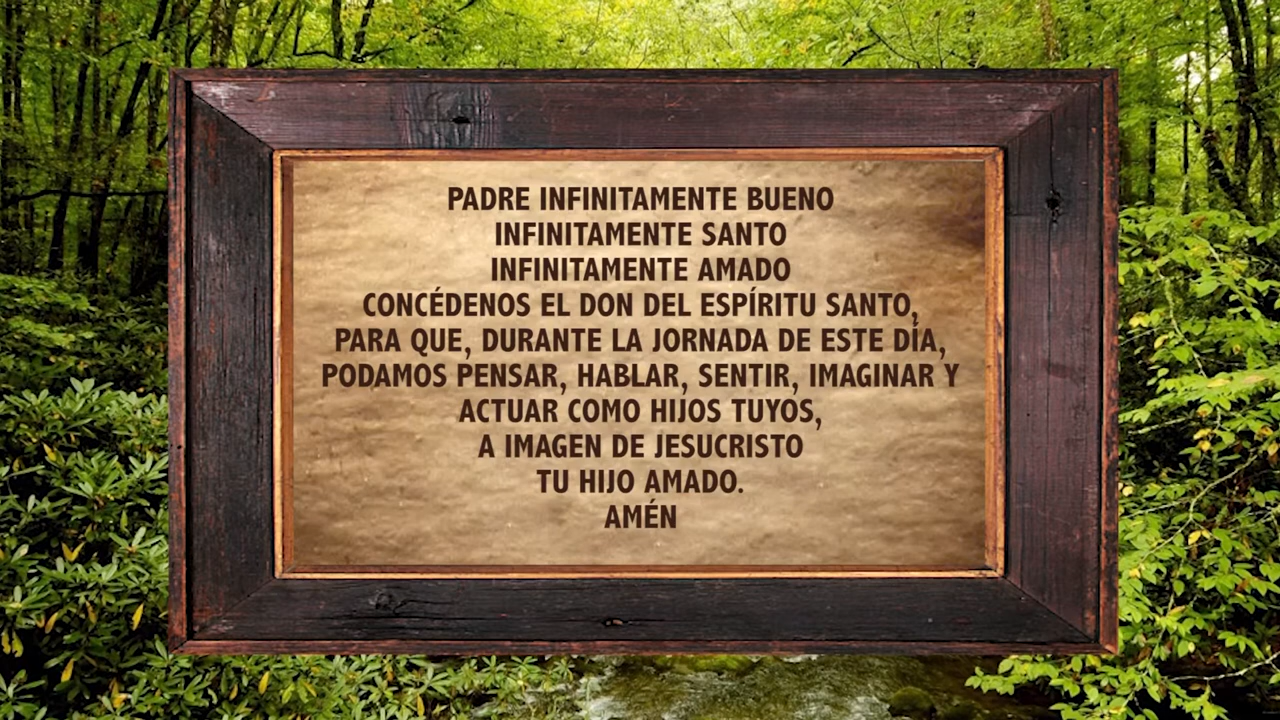 PADRE INFINITAMENTE BUENO
INFINITAMENTE SANTO
INFINITAMENTE AMADO
CONCÉDENOS EL DON DEL ESPÍRITU SANTO,
PARA QUE, DURANTE LA JORNADA DE ESTE DÍA,
PODAMOS PENSAR, HABLAR, SENTIR, IMAGINAR Y
ACTUAR COMO HIJOS TUYOS,
A IMAGEN DE JESUCRISTO
TU HIJO AMADO.
AMÉN